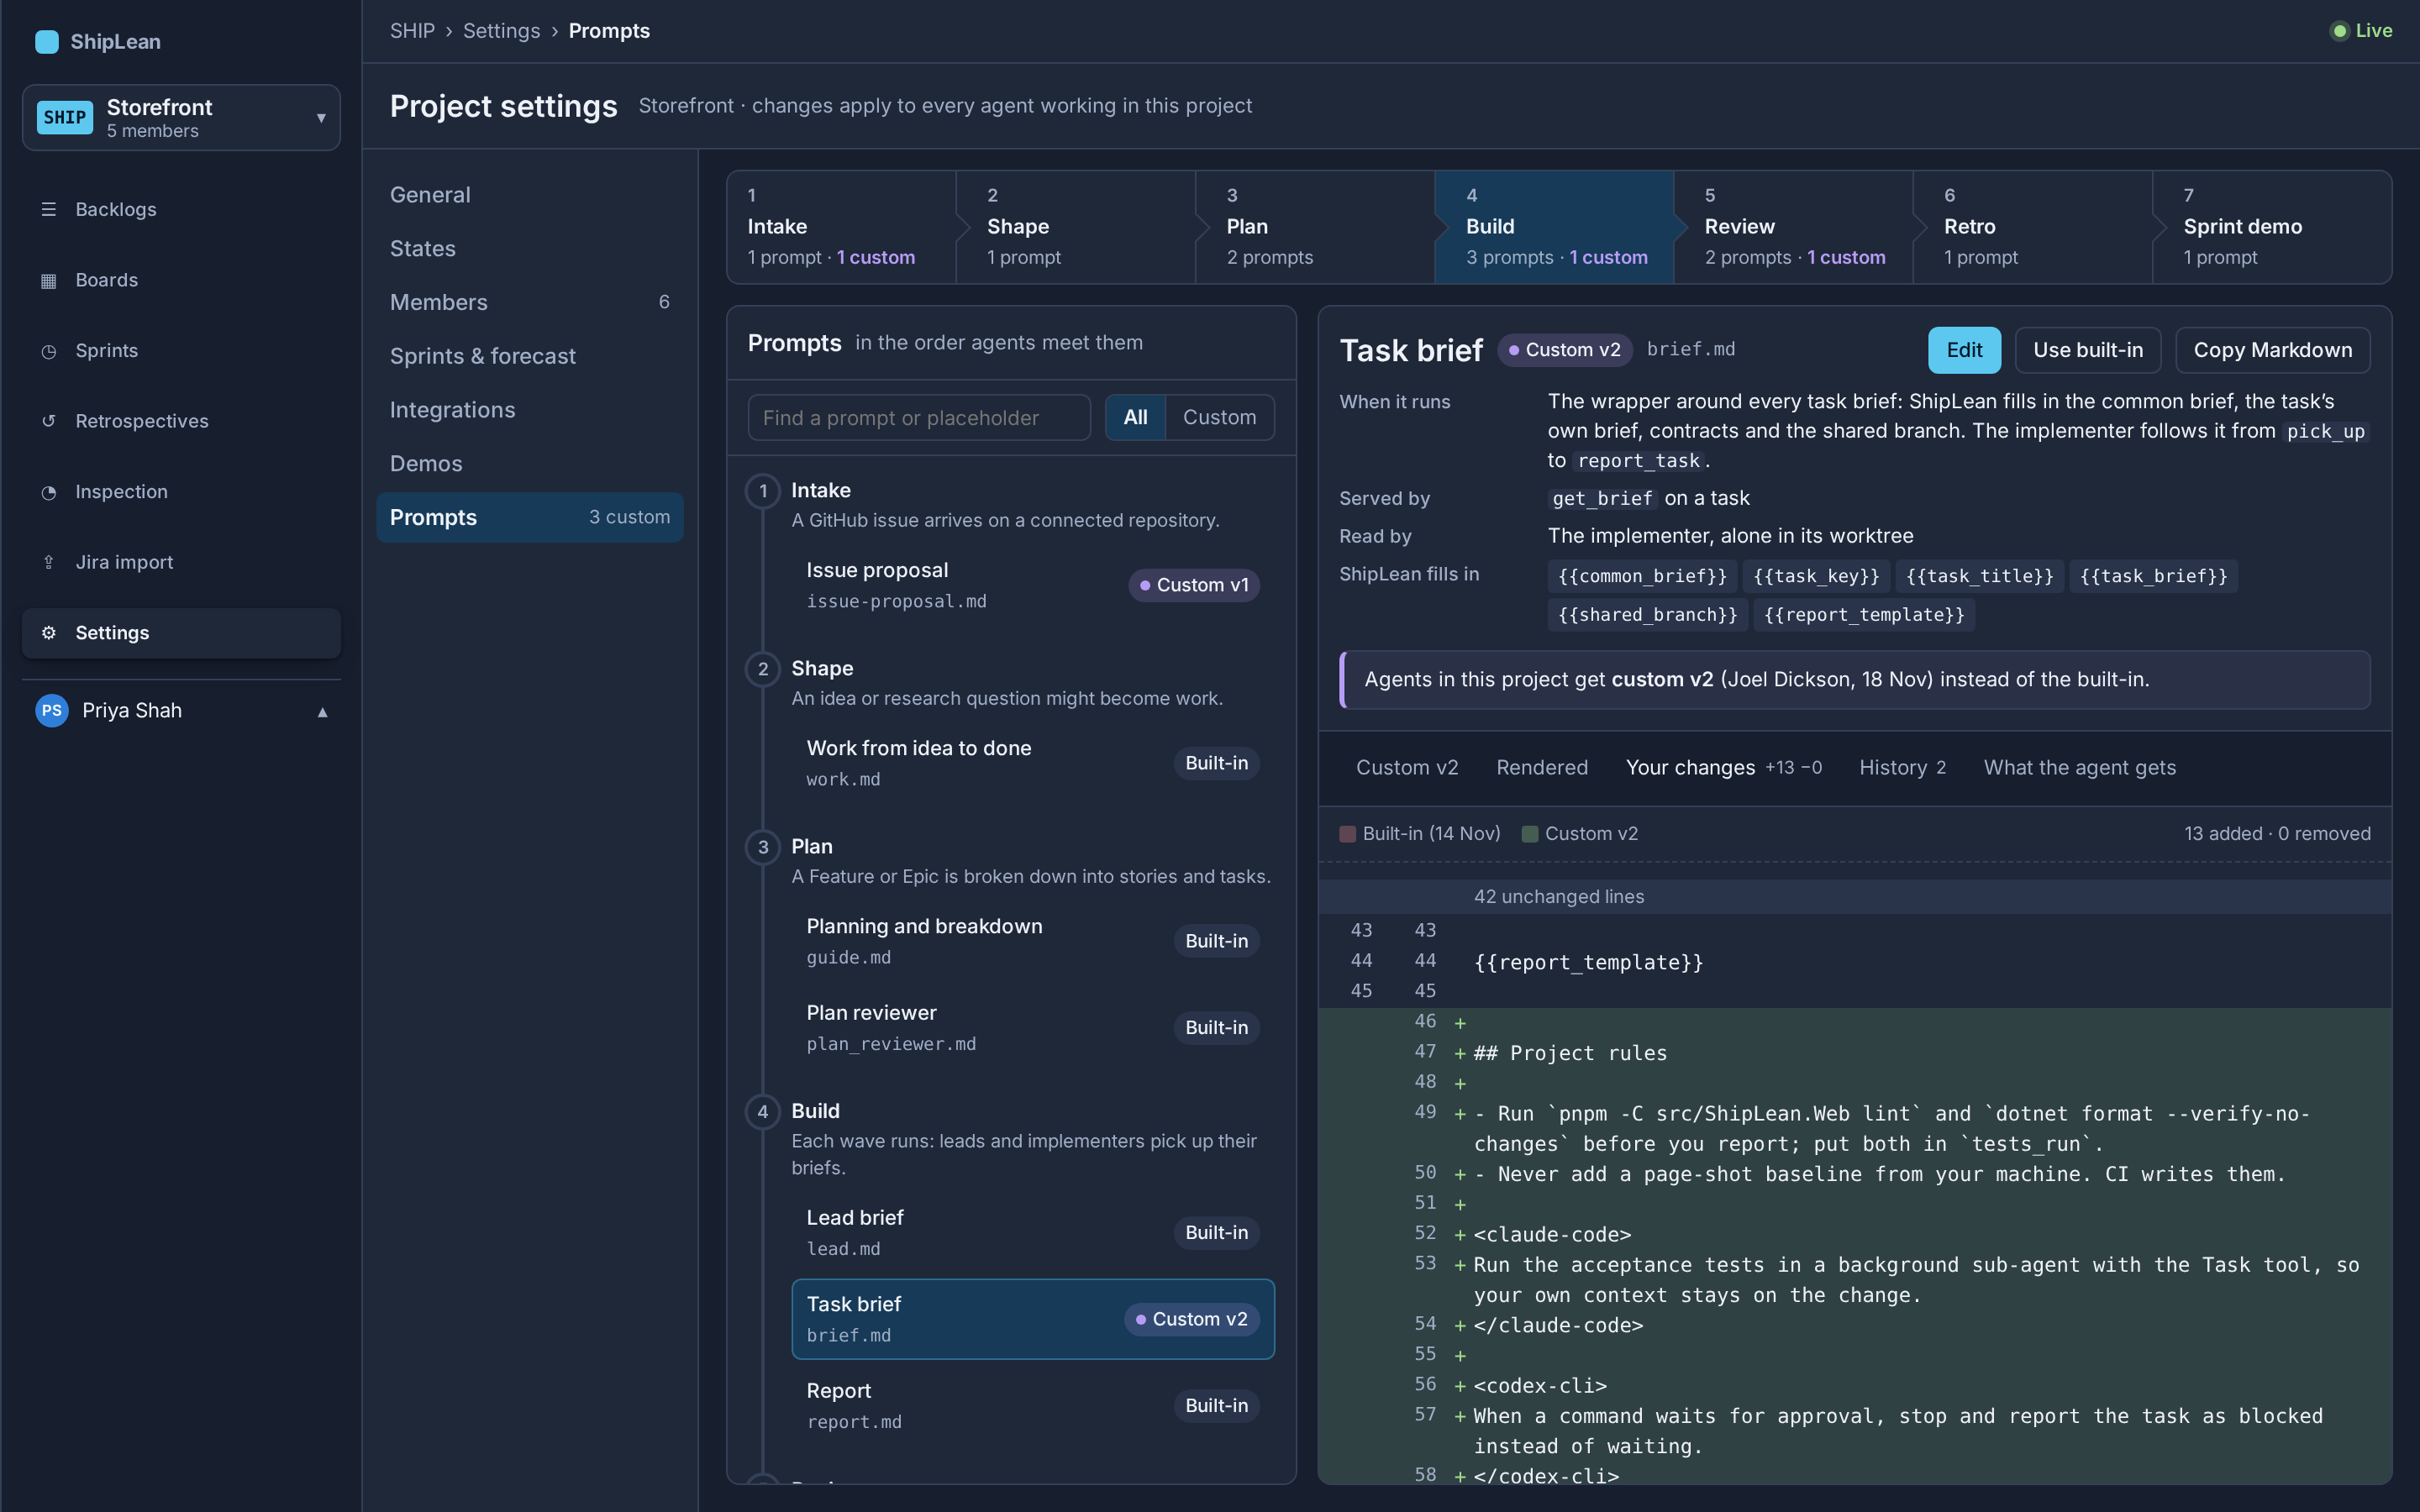 ShipLean
SHIP
Storefront
5 members
Backlogs
Boards
Sprints
Retrospectives
Inspection
Jira import
Settings
PS Priya Shah
SHIP › Settings › Prompts
Live
Project settings Storefront · changes apply to every agent working in this project
General
States
Members 6
Sprints & forecast
Integrations
Demos
Prompts 3 custom
1
Intake
1 prompt · 1 custom
2
Shape
1 prompt
3
Plan
2 prompts
4
Build
3 prompts · 1 custom
5
Review
2 prompts · 1 custom
6
Retro
1 prompt
7
Sprint demo
1 prompt
Prompts in the order agents meet them
Find a prompt or placeholder
All Custom
1 Intake
A GitHub issue arrives on a connected repository.
Issue proposal
issue-proposal.md
Custom v1
2 Shape
An idea or research question might become work.
Work from idea to done
work.md
Built-in
3 Plan
A Feature or Epic is broken down into stories and tasks.
Planning and breakdown
guide.md
Built-in
Plan reviewer
plan_reviewer.md
Built-in
4 Build
Each wave runs: leads and implementers pick up their
briefs.
Lead brief
lead.md
Built-in
Task brief
brief.md
Custom v2
Report
report.md
Built-in
Task brief Custom v2 brief.md
Edit Use built-in Copy Markdown
When it runs
The wrapper around every task brief: ShipLean fills in the common brief, the task’s
own brief, contracts and the shared branch. The implementer follows it from pick_up
to report_task.
Served by get_brief on a task
Read by The implementer, alone in its worktree
ShipLean fills in {{common_brief}} {{task_key}} {{task_title}} {{task_brief}}
{{shared_branch}} {{report_template}}
Agents in this project get custom v2 (Joel Dickson, 18 Nov) instead of the built-in.
Custom v2 Rendered Your changes +13 −0 History 2 What the agent gets
Built-in (14 Nov) Custom v2 13 added · 0 removed
42 unchanged lines
43 43
44 44 {{report_template}}
45 45
46 +
47 + ## Project rules
48 +
49 + - Run `pnpm -C src/ShipLean.Web lint` and `dotnet format --verify-no-
changes` before you report; put both in `tests_run`.
50 + - Never add a page-shot baseline from your machine. CI writes them.
51 +
52 + <claude-code>
53 + Run the acceptance tests in a background sub-agent with the Task tool, so
your own context stays on the change.
54 + </claude-code>
55 +
56 + <codex-cli>
57 + When a command waits for approval, stop and report the task as blocked
instead of waiting.
58 + </codex-cli>